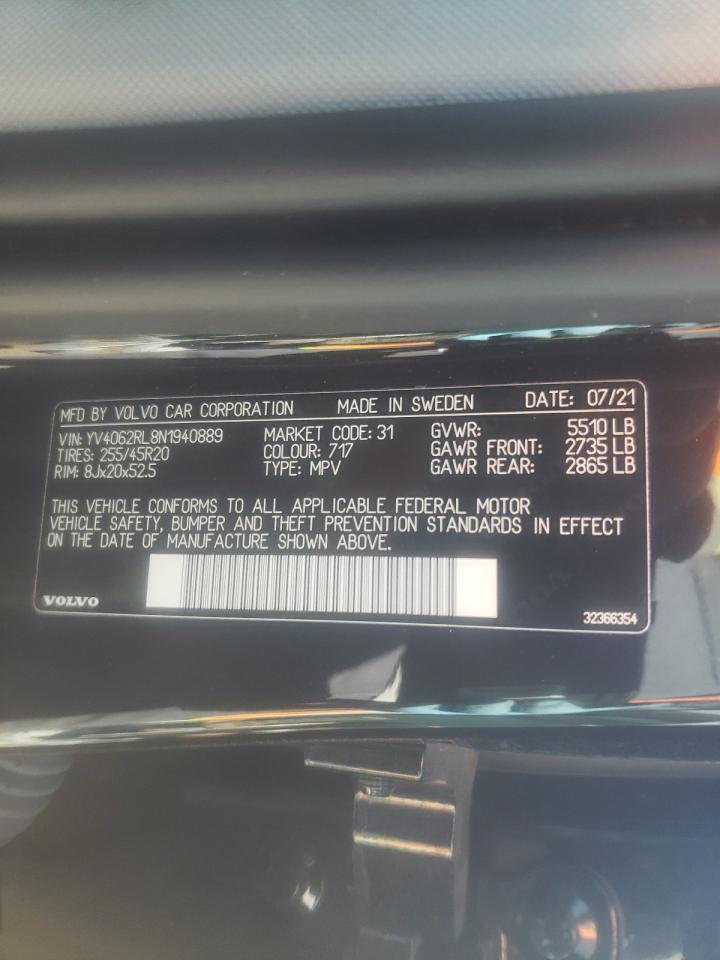 MFD BY VOLVO CAR CORPORATION MADE IN SWEDEN DATE: 07/21
VIN: YV4062RL8N1940889 MARKET CODE: 31 GVWR: 5510 LB
TIRES: 255/45R20 COLOUR: 717 GAWR FRONT: 2735 LB
RIM: 8Jx20x52.5 TYPE: MPV GAWR REAR: 2865 LB
THIS VEHICLE CONFORMS TO ALL APPLICABLE FEDERAL MOTOR
VEHICLE SAFETY, BUMPER AND THEFT PREVENTION STANDARDS IN EFFECT
ON THE DATE OF MANUFACTURE SHOWN ABOVE.
VOLVO 32366354